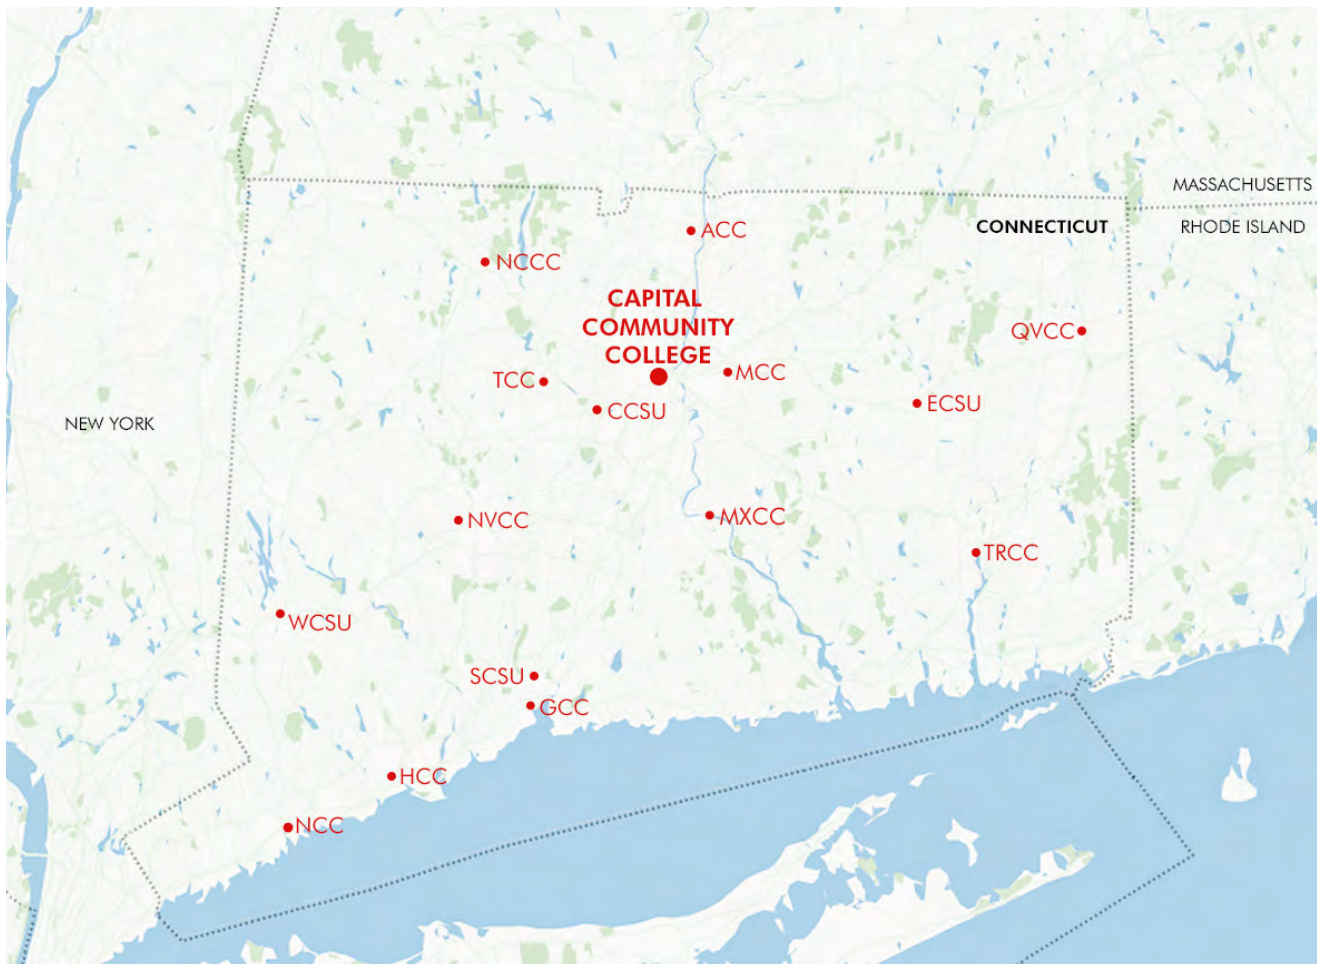 MASSACHUSETTS
CONNECTICUT
RHODE ISLAND
ACC
NCCC
CAPITAL
COMMUNITY
COLLEGE
QVCC
TCC
MCC
CCSU
ECSU
NEW YORK
NVCC
MXCC
TRCC
WCSU
SCSU
GCC
HCC
NCC